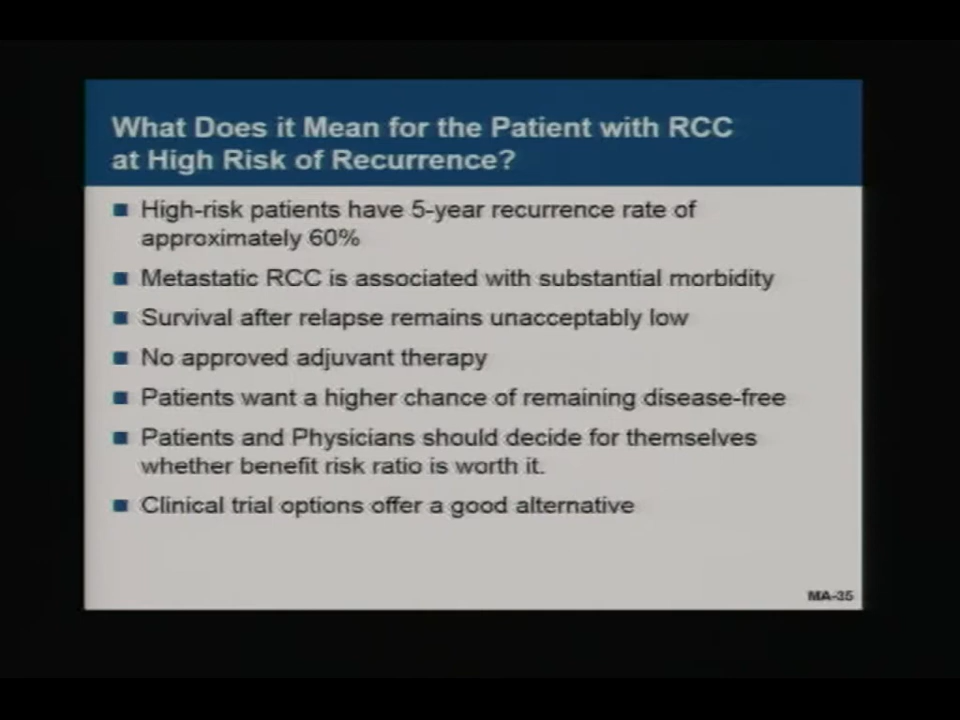 What Does it Mean for the Patient with RCC
at High Risk of Recurrence?
High-risk patients have 5-year recurrence rate of
approximately 60%
Metastatic RCC is associated with substantial morbidity
Survival after relapse remains unacceptably low
No approved adjuvant therapy
Patients want a higher chance of remaining disease-free
Patients and Physicians should decide for themselves
whether benefit risk ratio is worth it.
Clinical trial options offer a good alternative
MA-35